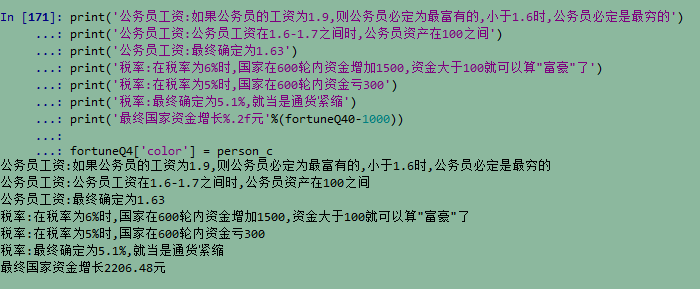 In [171]: print('公务员工资:如果公务员的工资为1.9,则公务员必定为最富有的,小于1.6时,公务员必定是最穷的')
...: print('公务员工资:公务员工资在1.6-1.7之间时,公务员资产在100之间')
...: print('公务员工资:最终确定为1.63')
...: print('税率:在税率为6%时,国家在600轮内资金增加1500,资金大于100就可以算"富豪"了')
...: print('税率:在税率为5%时,国家在600轮内资金亏300')
...: print('税率:最终确定为5.1%,就当是通货紧缩')
...: print('最终国家资金增长%.2f元'%(fortuneQ40-1000))
...:
...: fortuneQ4['color'] = person_c
公务员工资:如果公务员的工资为1.9,则公务员必定为最富有的,小于1.6时,公务员必定是最穷的
公务员工资:公务员工资在1.6-1.7之间时,公务员资产在100之间
公务员工资:最终确定为1.63
税率:在税率为6%时,国家在600轮内资金增加1500,资金大于100就可以算"富豪"了
税率:在税率为5%时,国家在600轮内资金亏300
税率:最终确定为5.1%,就当是通货紧缩
最终国家资金增长2206.48元